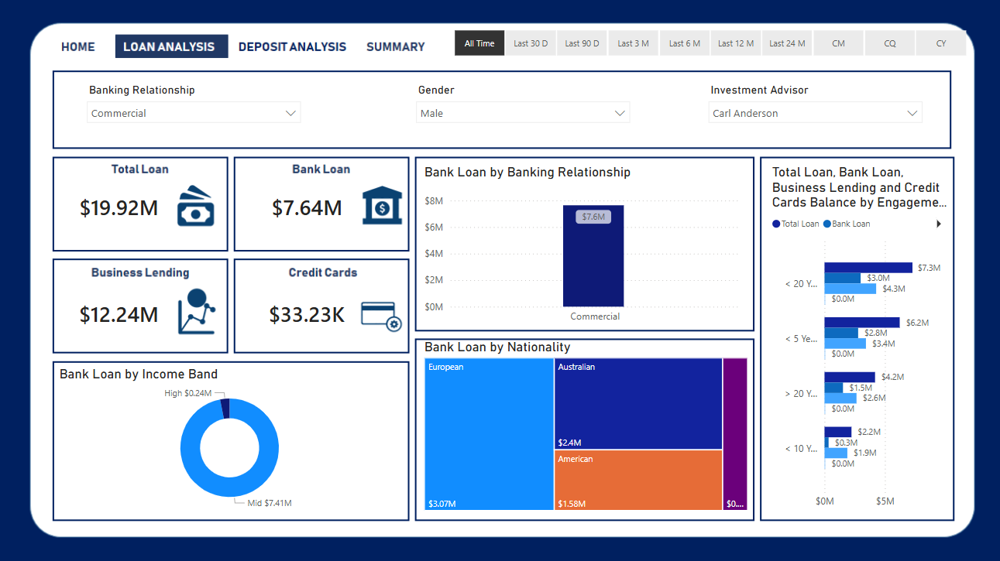 HOME
LOAN ANALYSIS
DEPOSIT ANALYSIS
SUMMARY
All Time
Last 30 D
Last 90 D
Last 3 M
Last 6 M
Last 12 M
Last 24 M
CM
CQ
CY
Banking Relationship
Commercial
Gender
Male
Investment Advisor
Carl Anderson
Total Loan
$19.92M
Bank Loan
$7.64M
Business Lending
$12.24M
Credit Cards
$33.23K
Bank Loan by Income Band
High $0.24M
Mid $7.41M
Bank Loan by Banking Relationship
$8M
$6M
$4M
$2M
$0M
$7.6M
Commercial
Bank Loan by Nationality
European
$3.07M
Australian
$2.4M
American
$1.58M
$0....
Total Loan, Bank Loan,
Business Lending and Credit
Cards Balance by Engageme...
Total Loan
Bank Loan
< 20 Y...
$7.3M
$3.0M
$4.3M
$0.0M
< 5 Ye...
$6.2M
$2.8M
$3.4M
$0.0M
> 20 Y...
$4.2M
$1.5M
$2.6M
$0.0M
< 10 Y...
$2.2M
$0.3M
$1.9M
$0.0M
$0M
$5M